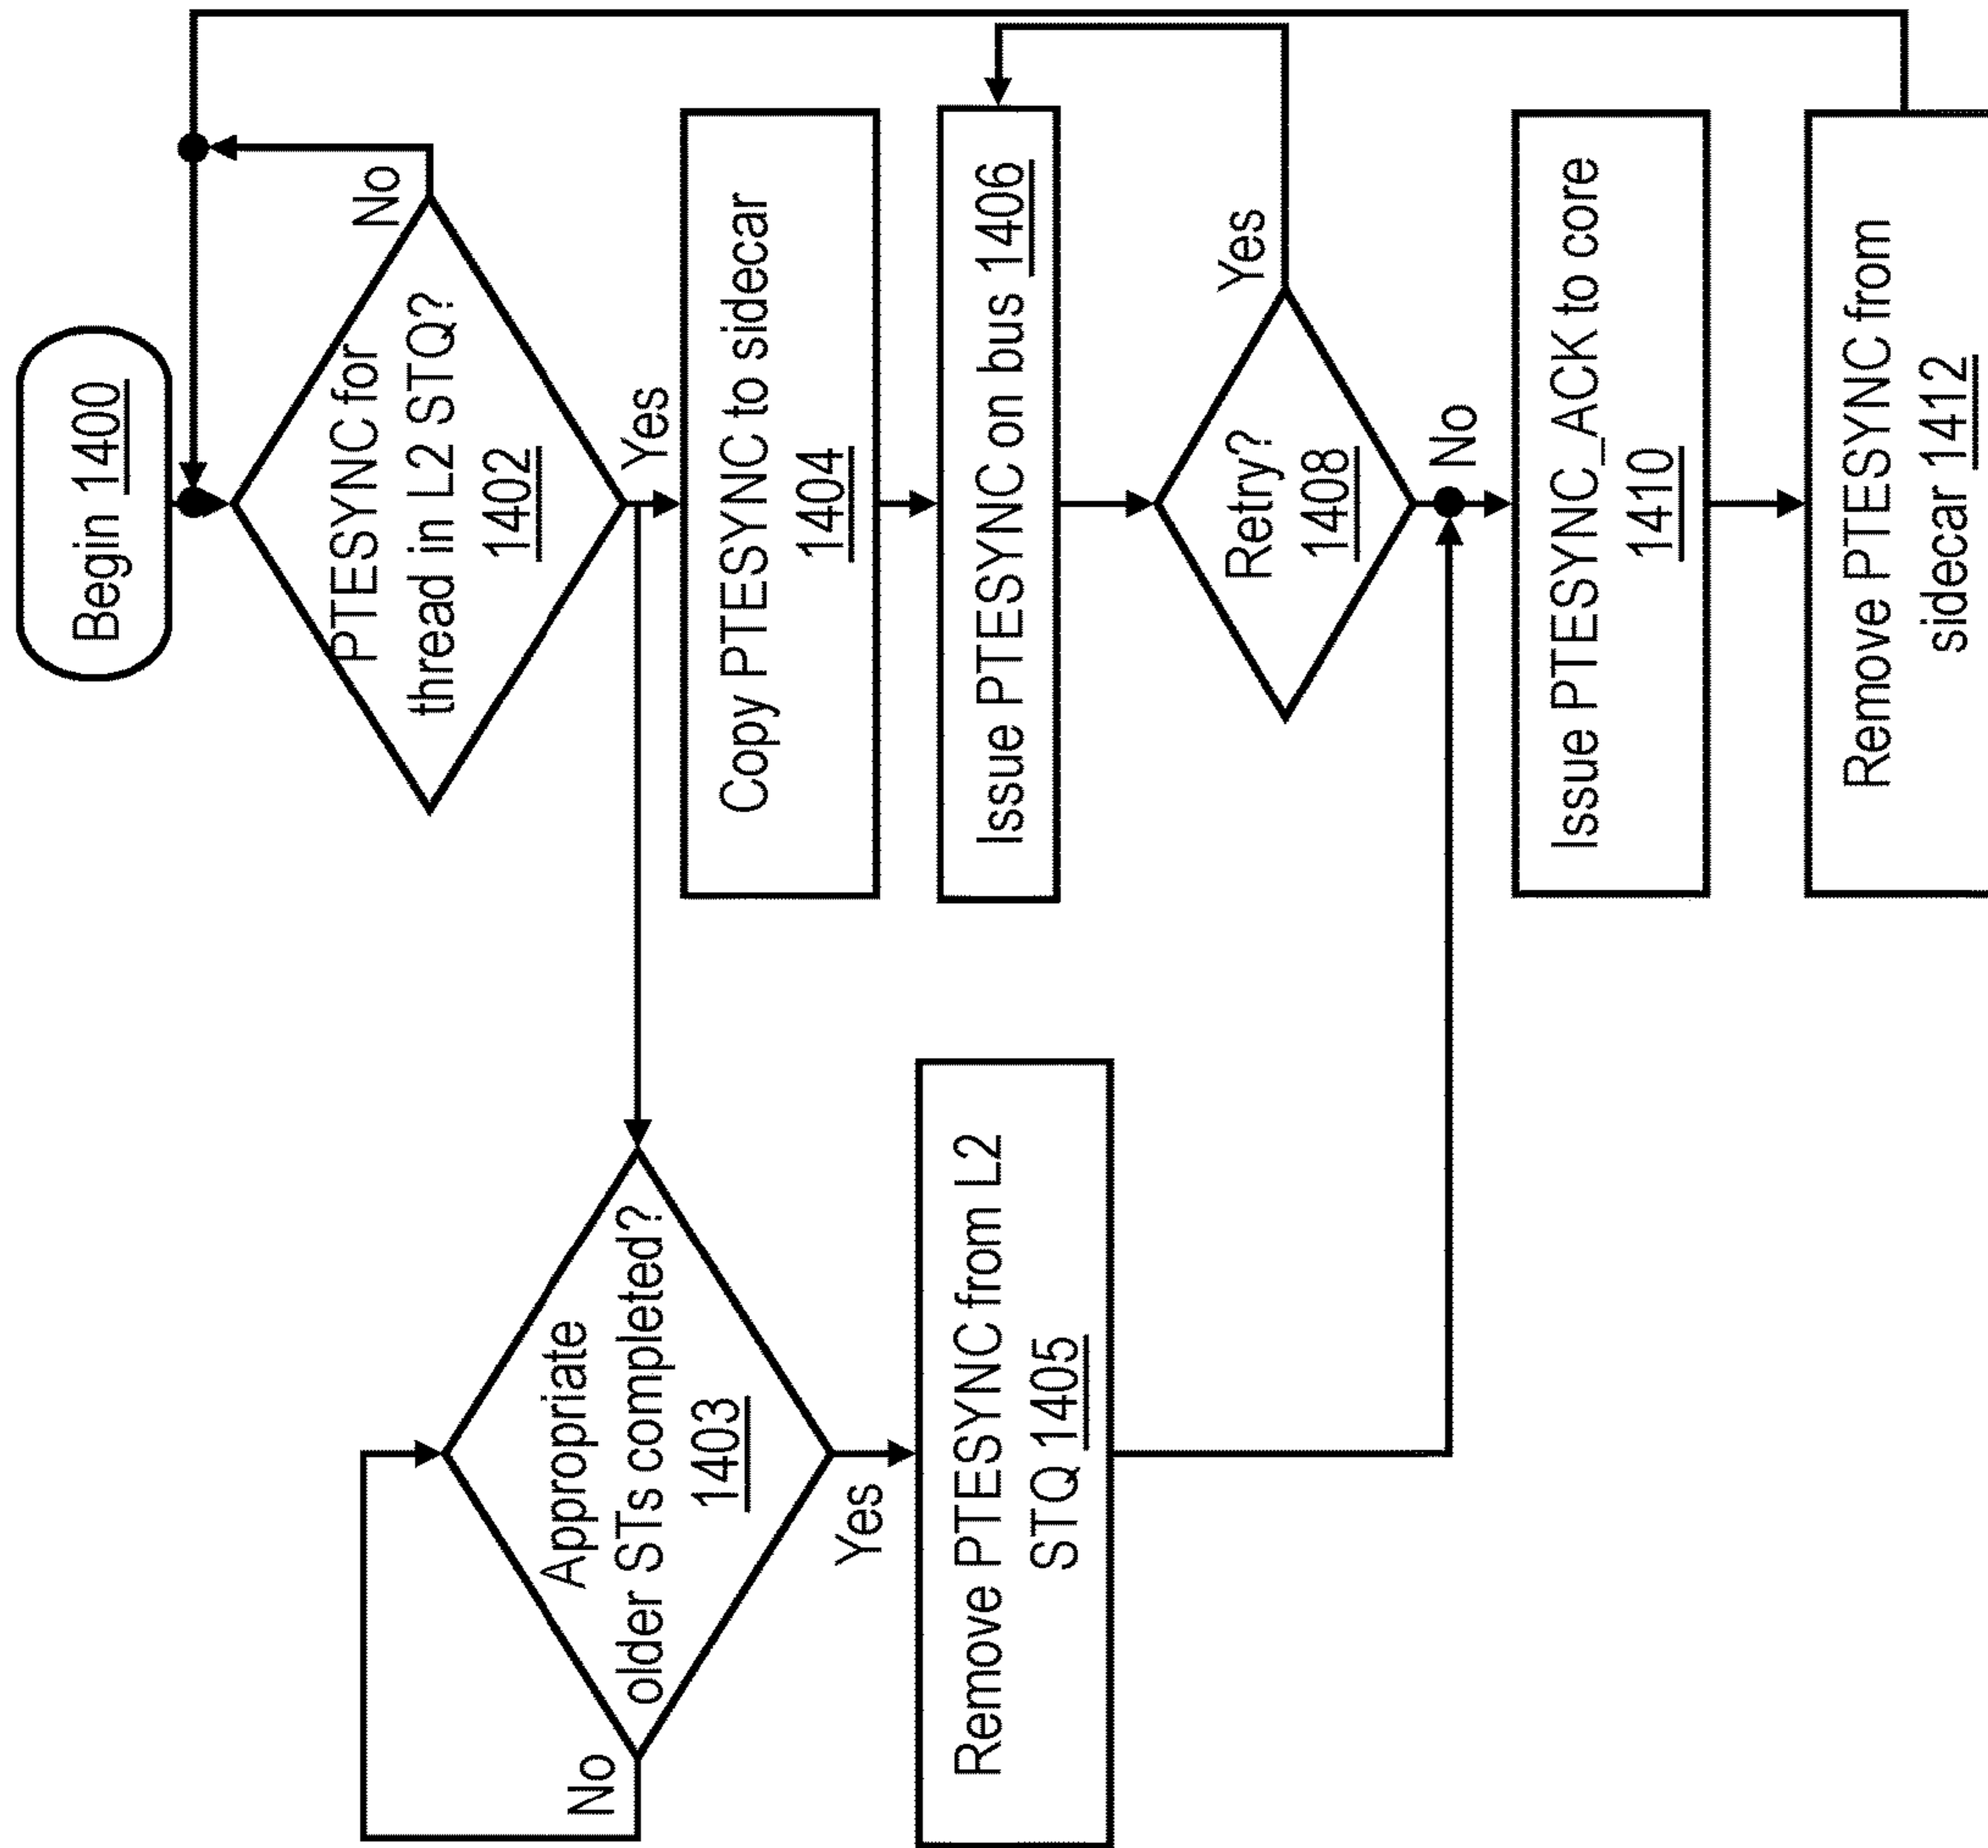 Begin 1400
PTESYNC for
thread in L2 STQ?
1402
No
Yes
Appropriate
older STs completed?
1403
No
Yes
Copy PTESYNC to sidecar
1404
Remove PTESYNC from L2
STQ 1405
Issue PTESYNC on bus 1406
Retry?
1408
Yes
No
Issue PTESYNC_ACK to core
1410
Remove PTESYNC from
sidecar 1412